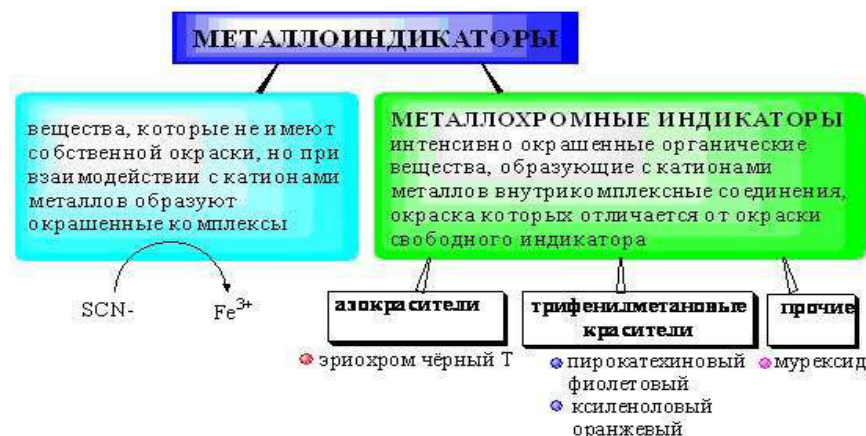 МЕТАЛЛОИНДИКАТОРЫ
вещества, которые не имеют
собственной окраски, но при
взаимодействии с катионами
металлов образуют
окрашенные комплексы
SCN-
Fe3+
МЕТАЛЛОХРОМНЫЕ ИНДИКАТОРЫ
интенсивно окрашенные органические
вещества, образующие с катионами
металлов внутрикомплексные соединения,
окраска которых отличается от окраски
свободного индикатора
азокрасители
эриохром чёрный Т
трифенилметановые
красители
пирокатехиновый
фиолетовый
ксиленоловый
оранжевый
прочие
мурексид